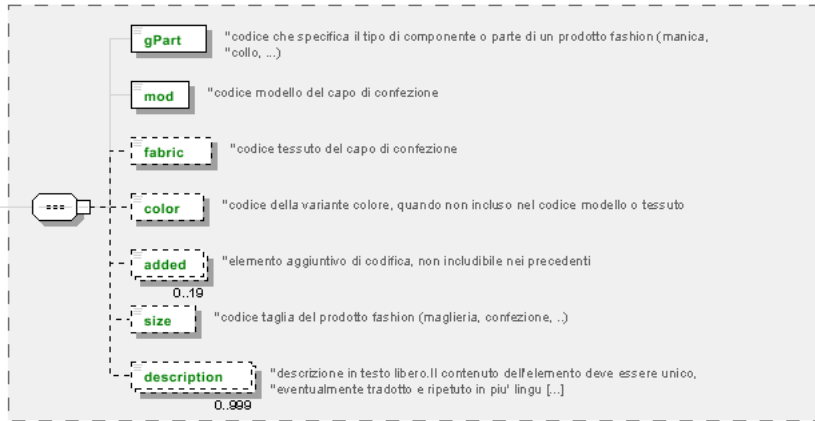 gPart
"codice che specifica il tipo di componente o parte di un prodotto fashion (manica,
"collo, ...)
mod
"codice modello del capo di confezione
fabric
"codice tessuto del capo di confezione
color
"codice della variante colore, quando non incluso nel codice modello o tessuto
added
"elemento aggiuntivo di codifica, non includibile nei precedenti
0..19
size
"codice taglia del prodotto fashion (maglieria, confezione, ..)
description
"descrizione in testo libero.Il contenuto dell'elemento deve essere unico,
"eventualmente tradotto e ripetuto in piu' lingu [...]
0..999